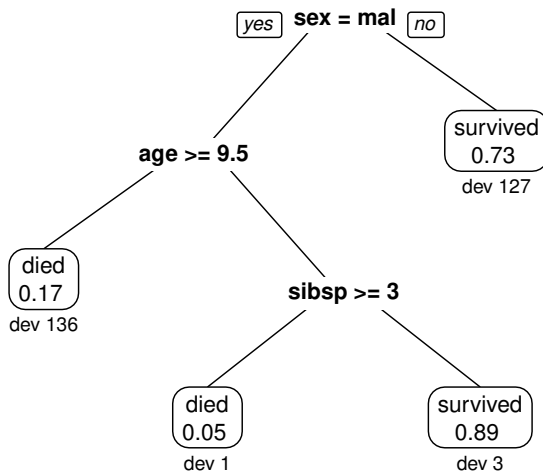 yes sex = mal no
survived
0.73
dev 127
age >= 9.5
died
0.17
dev 136
sibsp >= 3
died
0.05
dev 1
survived
0.89
dev 3